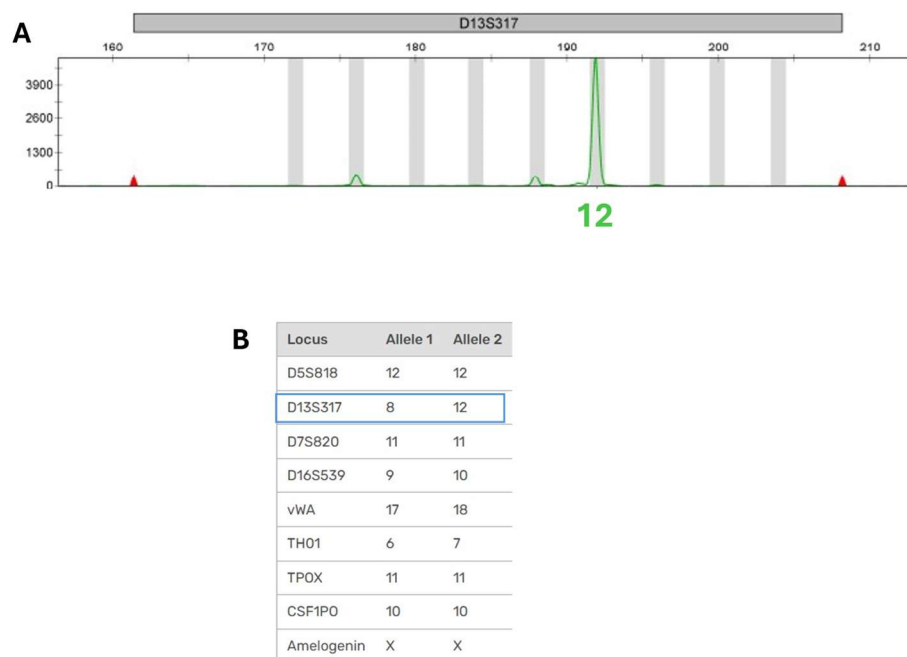 A
D13S317
160 170 180 190 200 210
3900
2600
1300
0
12
B
Locus Allele 1 Allele 2
D5S818 12 12
D13S317 8 12
D7S820 11 11
D16S539 9 10
vWA 17 18
TH01 6 7
TPOX 11 11
CSF1PO 10 10
Amelogenin X X